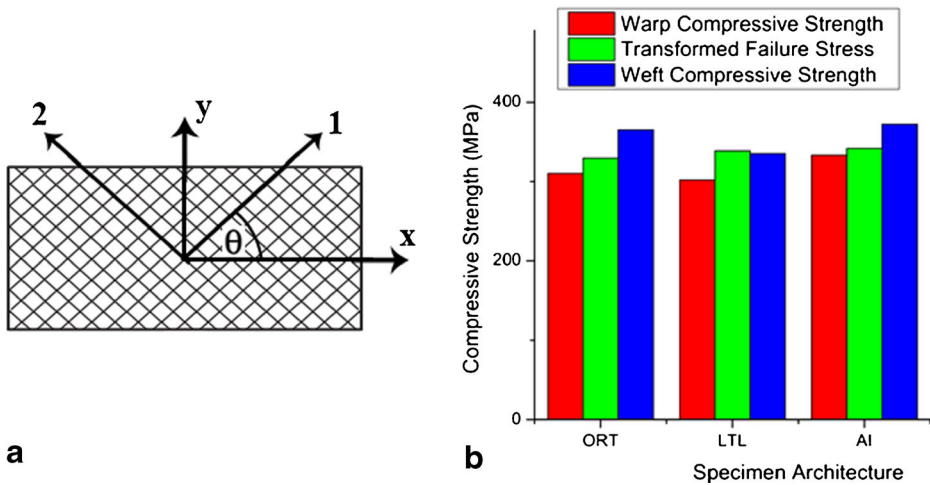 2
y
1
θ
x
a
Warp Compressive Strength
Transformed Failure Stress
Weft Compressive Strength
Compressive Strength (MPa)
400
200
0
ORT LTL AI
Specimen Architecture
b